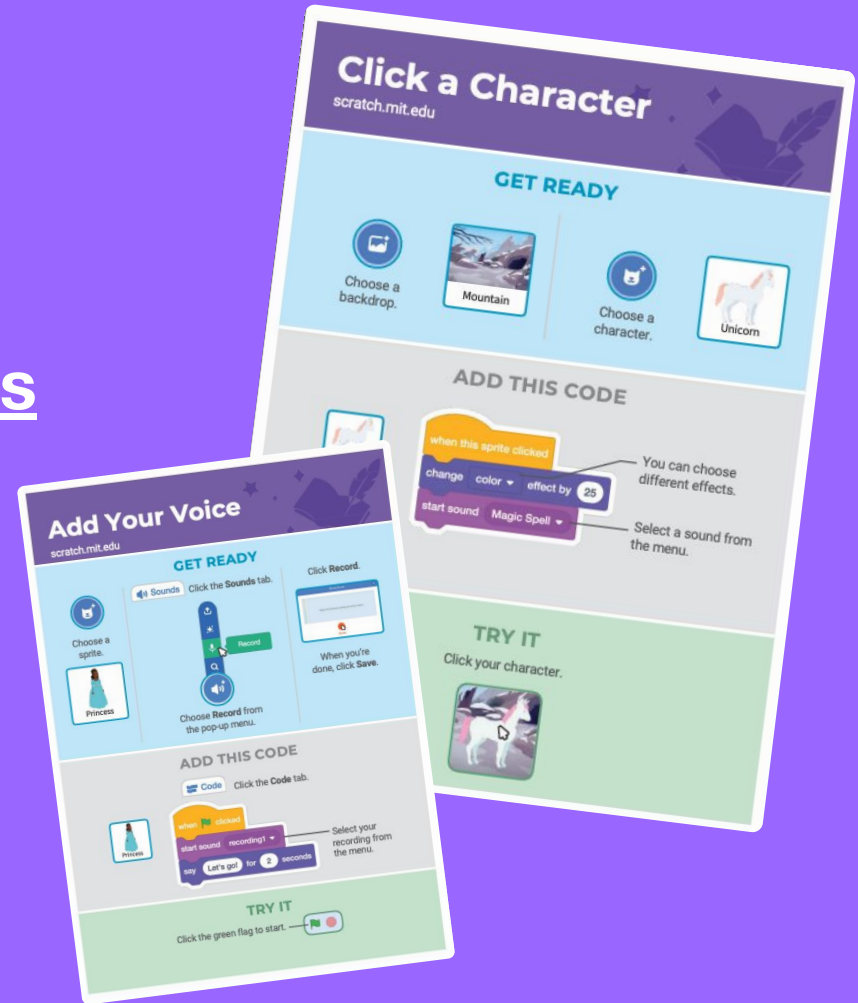 s
Click a Character
scratch.mit.edu
GET READY
Choose a
backdrop.
Mountain
Choose a
character.
Unicorn
ADD THIS CODE
when this sprite clicked
change color effect by 25
start sound Magic Spell
You can choose
different effects.
Select a sound from
the menu.
TRY IT
Click your character.
Add Your Voice
scratch.mit.edu
GET READY
Choose a
sprite.
Princess
Sounds Click the Sounds tab.
Record
Choose Record from
the pop-up menu.
Click Record.
When you're
done, click Save.
ADD THIS CODE
Code Click the Code tab.
Princess
when clicked
start sound recording1
say Let's go! for 2 seconds
Select your
recording from
the menu.
TRY IT
Click the green flag to start.